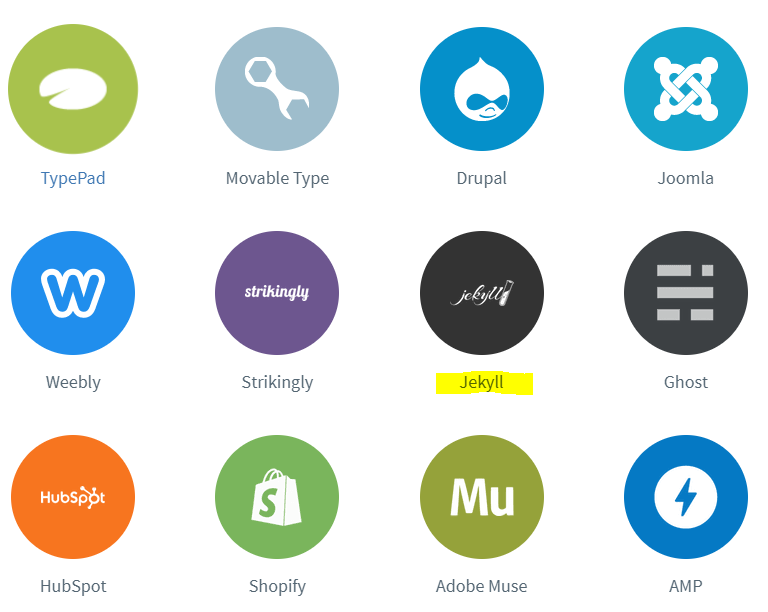 TypePad
Movable Type
Drupal
Joomla
W
strikingly
jekyll
Weebly
Strikingly
Jekyll
Ghost
HubSpot
S
Mu
HubSpot
Shopify
Adobe Muse
AMP